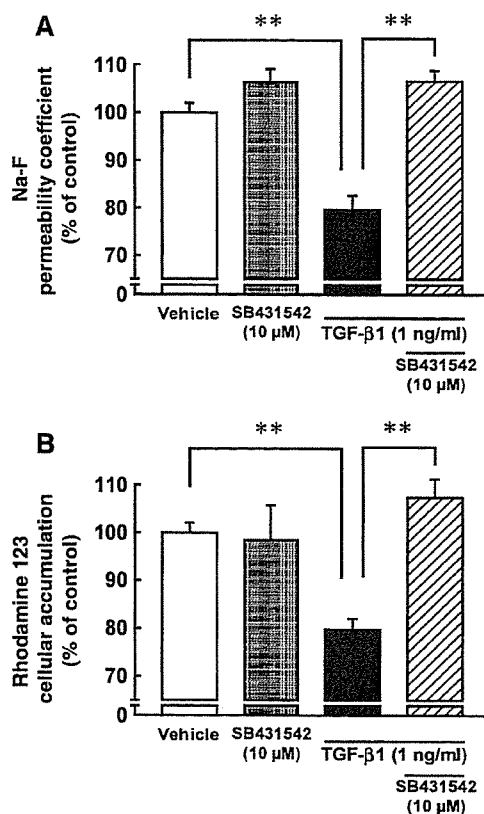 A
**
**
Na-F
permeability coefficient
(% of control)
110
100
90
80
70
0
Vehicle
SB431542
(10 µM)
TGF-β1 (1 ng/ml)
SB431542
(10 µM)
B
**
**
Rhodamine 123
cellular accumulation
(% of control)
110
100
90
80
70
0
Vehicle
SB431542
(10 µM)
TGF-β1 (1 ng/ml)
SB431542
(10 µM)